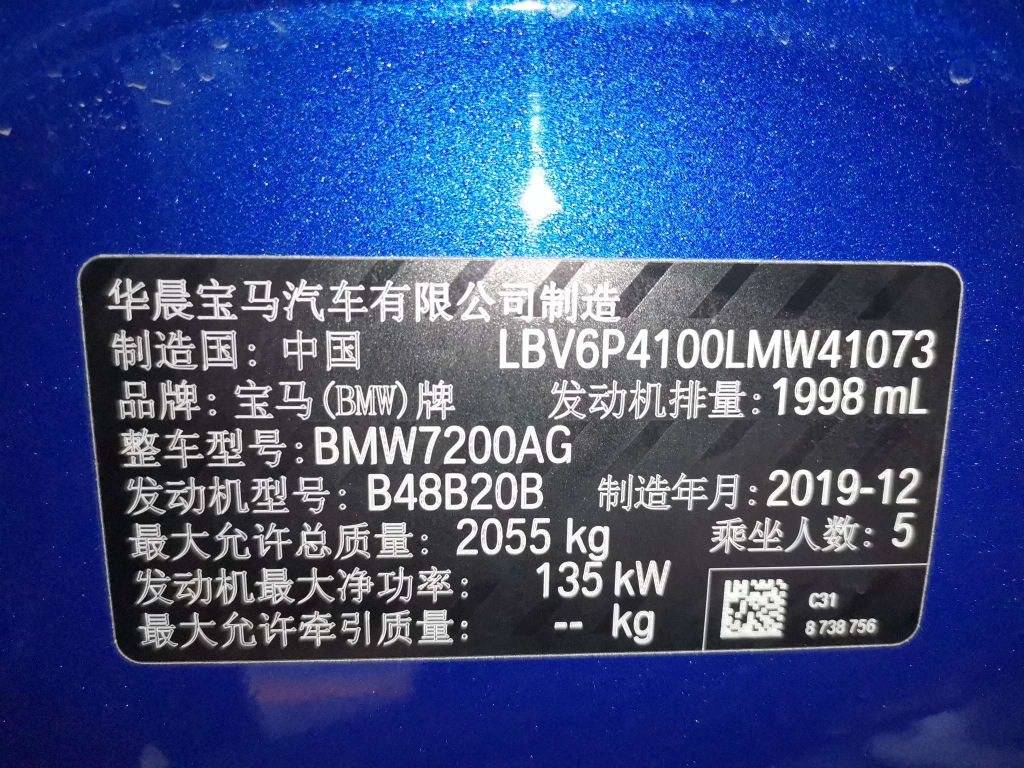 华晨宝马汽车有限公司制造
制造国：中国 LBV6P4100LMW41073
品牌：宝马(BMW)牌 发动机排量：1998 mL
整车型号：BMW7200AG
发动机型号：B48B20B 制造年月：2019-12
最大允许总质量：2055 kg 乘坐人数：5
发动机最大净功率：135 kW
最大允许牵引质量：-- kg
C31
8 738 756